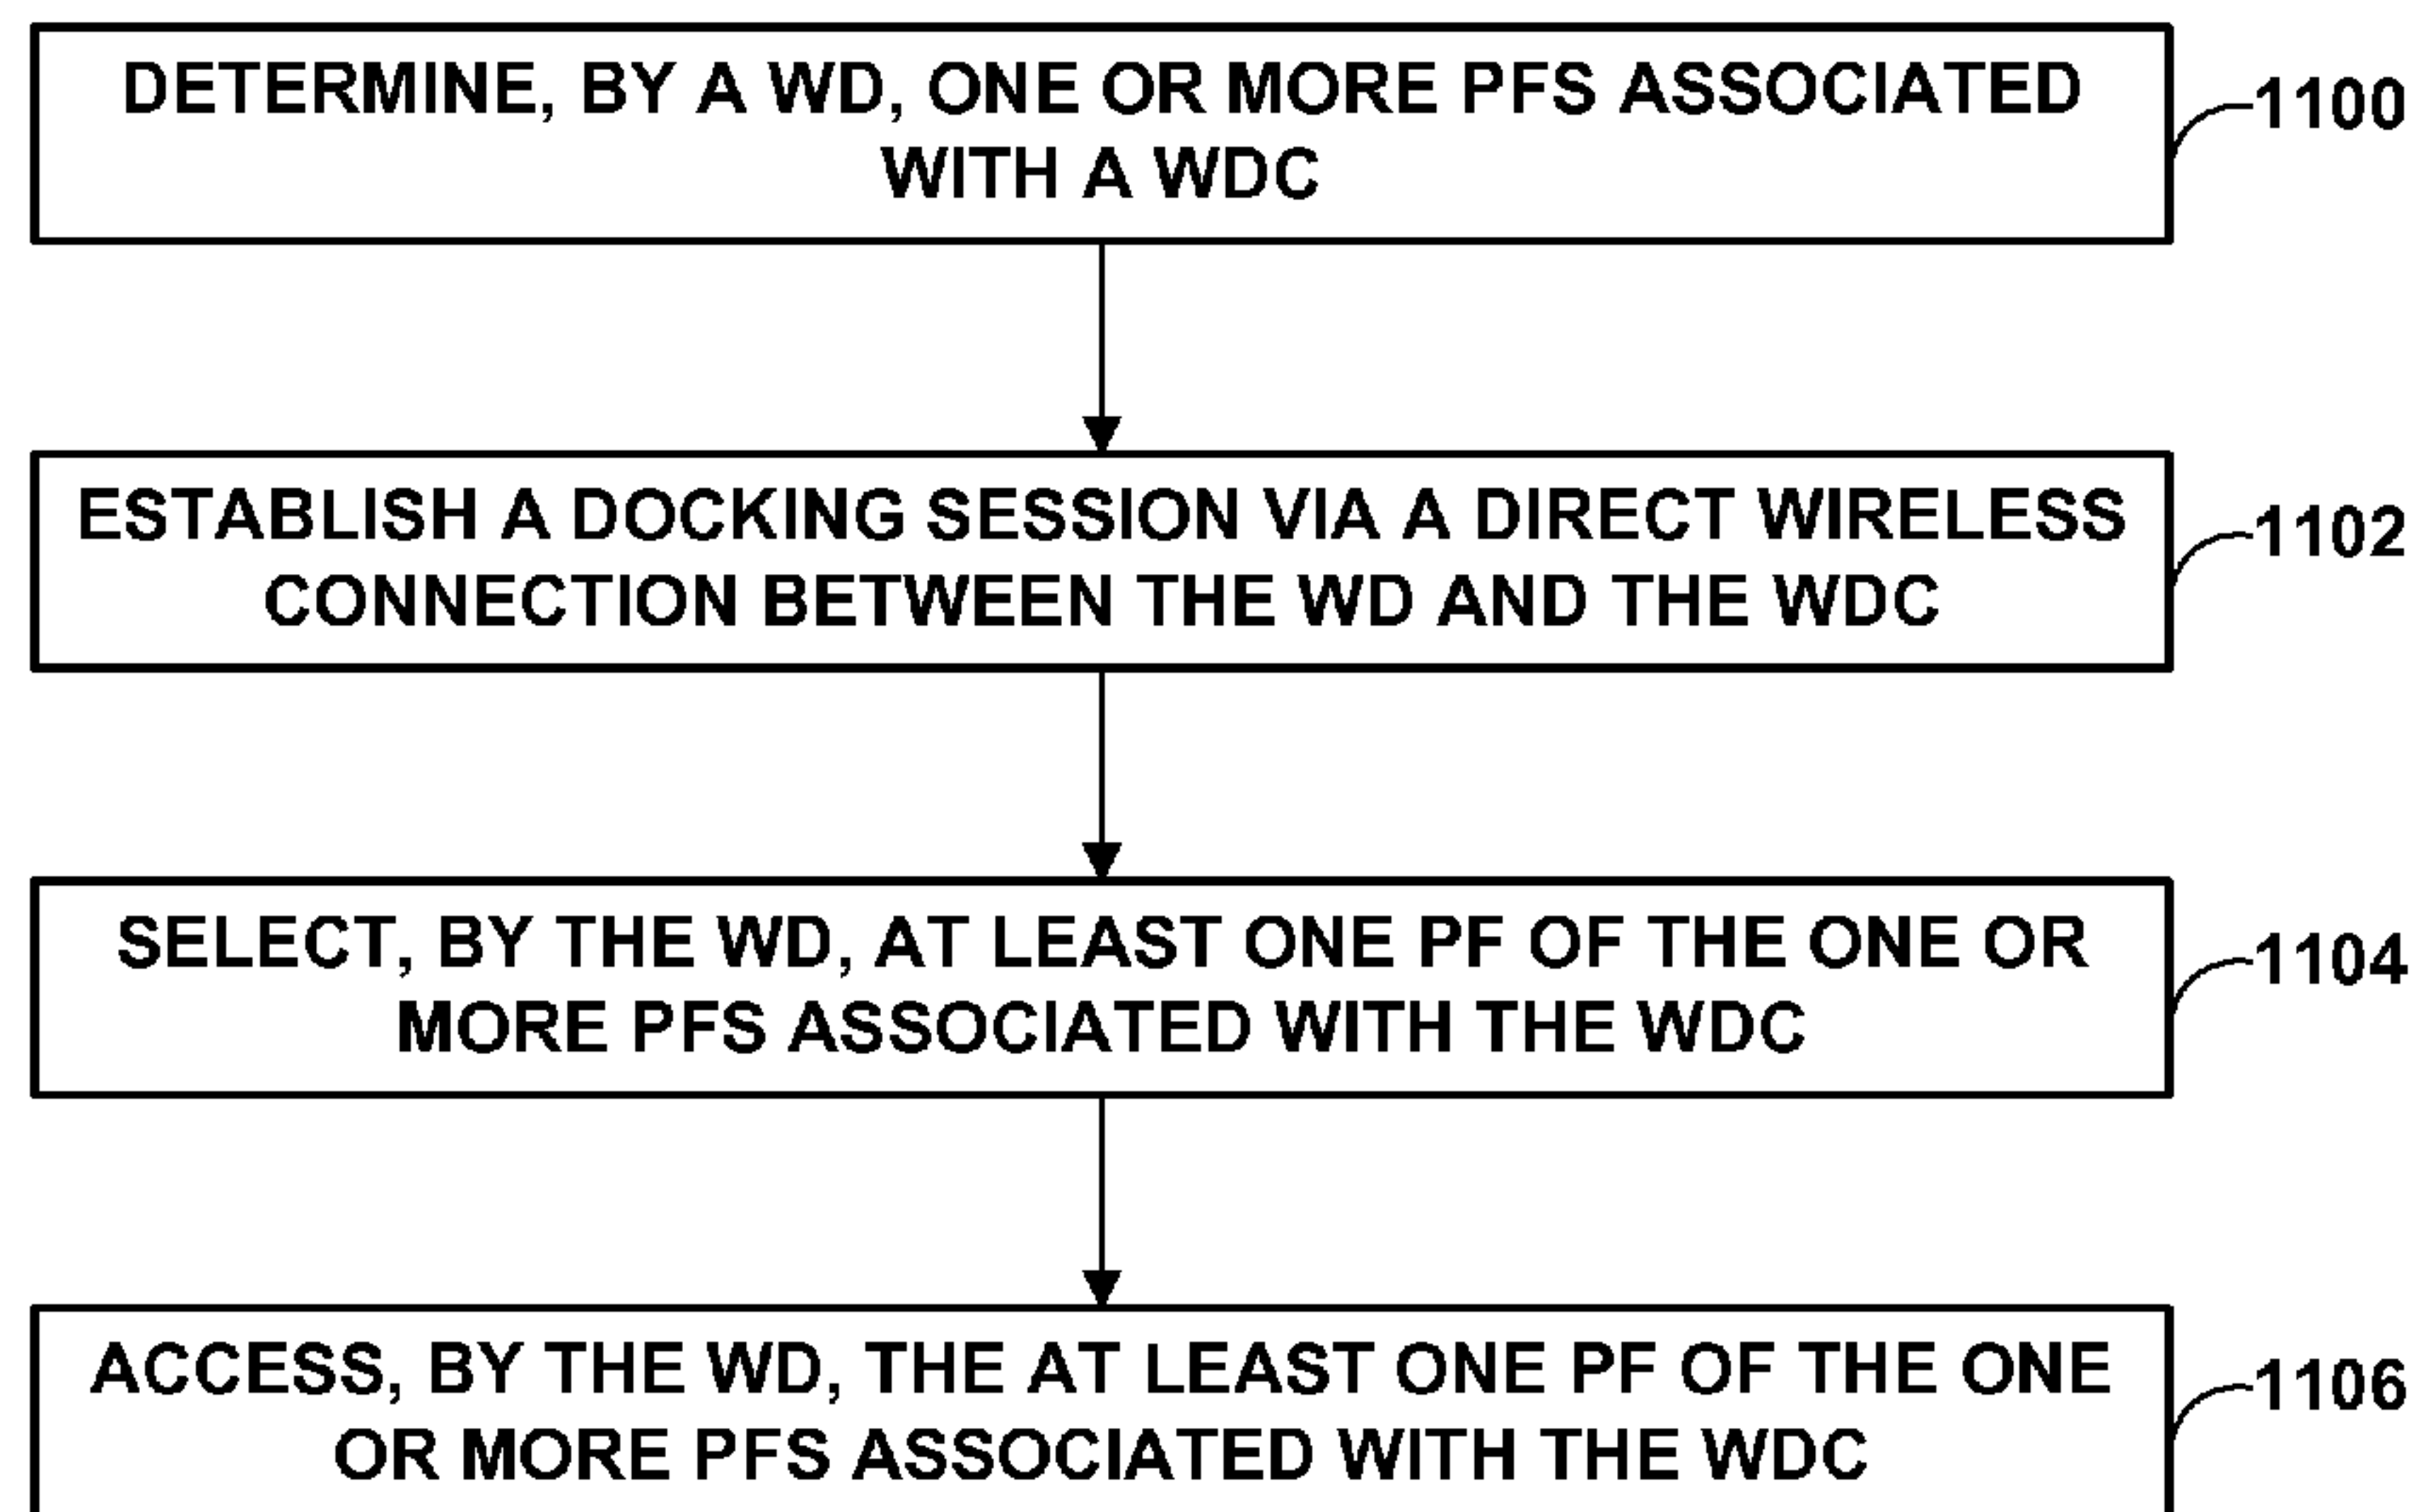 DETERMINE, BY A WD, ONE OR MORE PFS ASSOCIATED
WITH A WDC
1100
ESTABLISH A DOCKING SESSION VIA A DIRECT WIRELESS
CONNECTION BETWEEN THE WD AND THE WDC
1102
SELECT, BY THE WD, AT LEAST ONE PF OF THE ONE OR
MORE PFS ASSOCIATED WITH THE WDC
1104
ACCESS, BY THE WD, THE AT LEAST ONE PF OF THE ONE
OR MORE PFS ASSOCIATED WITH THE WDC
1106